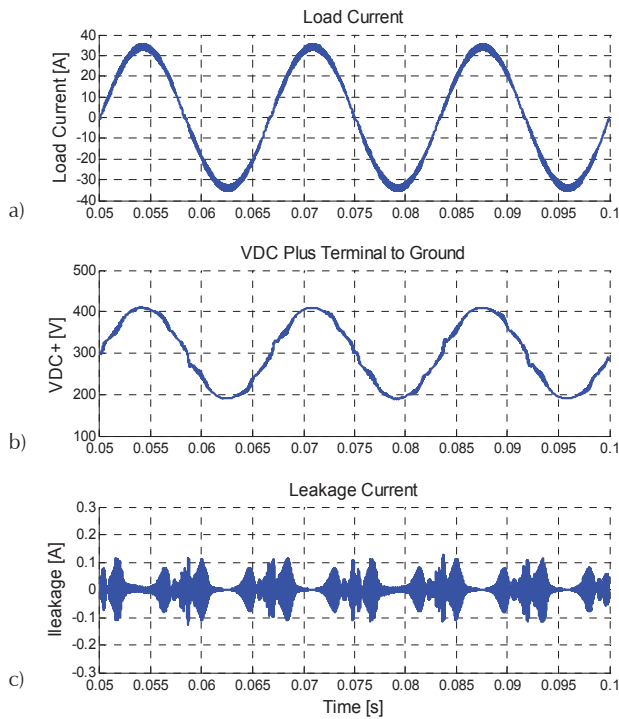 Load Current
40
30
20
10
0
-10
-20
-30
-40
Load Current [A]
a)
0.05 0.055 0.06 0.065 0.07 0.075 0.08 0.085 0.09 0.095 0.1
VDC Plus Terminal to Ground
500
400
300
200
100
VDC+ [V]
b)
0.05 0.055 0.06 0.065 0.07 0.075 0.08 0.085 0.09 0.095 0.1
Leakage Current
0.3
0.2
0.1
0
-0.1
-0.2
-0.3
Ileakage [A]
c)
0.05 0.055 0.06 0.065 0.07 0.075 0.08 0.085 0.09 0.095 0.1
Time [s]